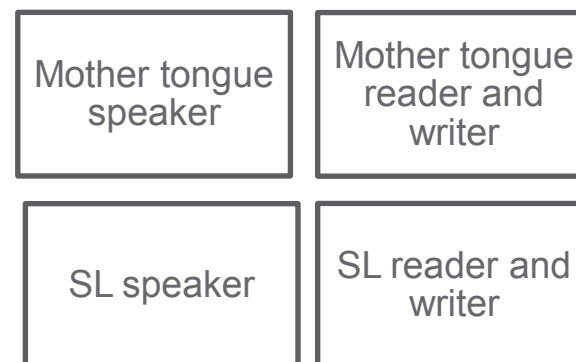 Mother tongue
speaker
Mother tongue
reader and
writer
SL speaker
SL reader and
writer